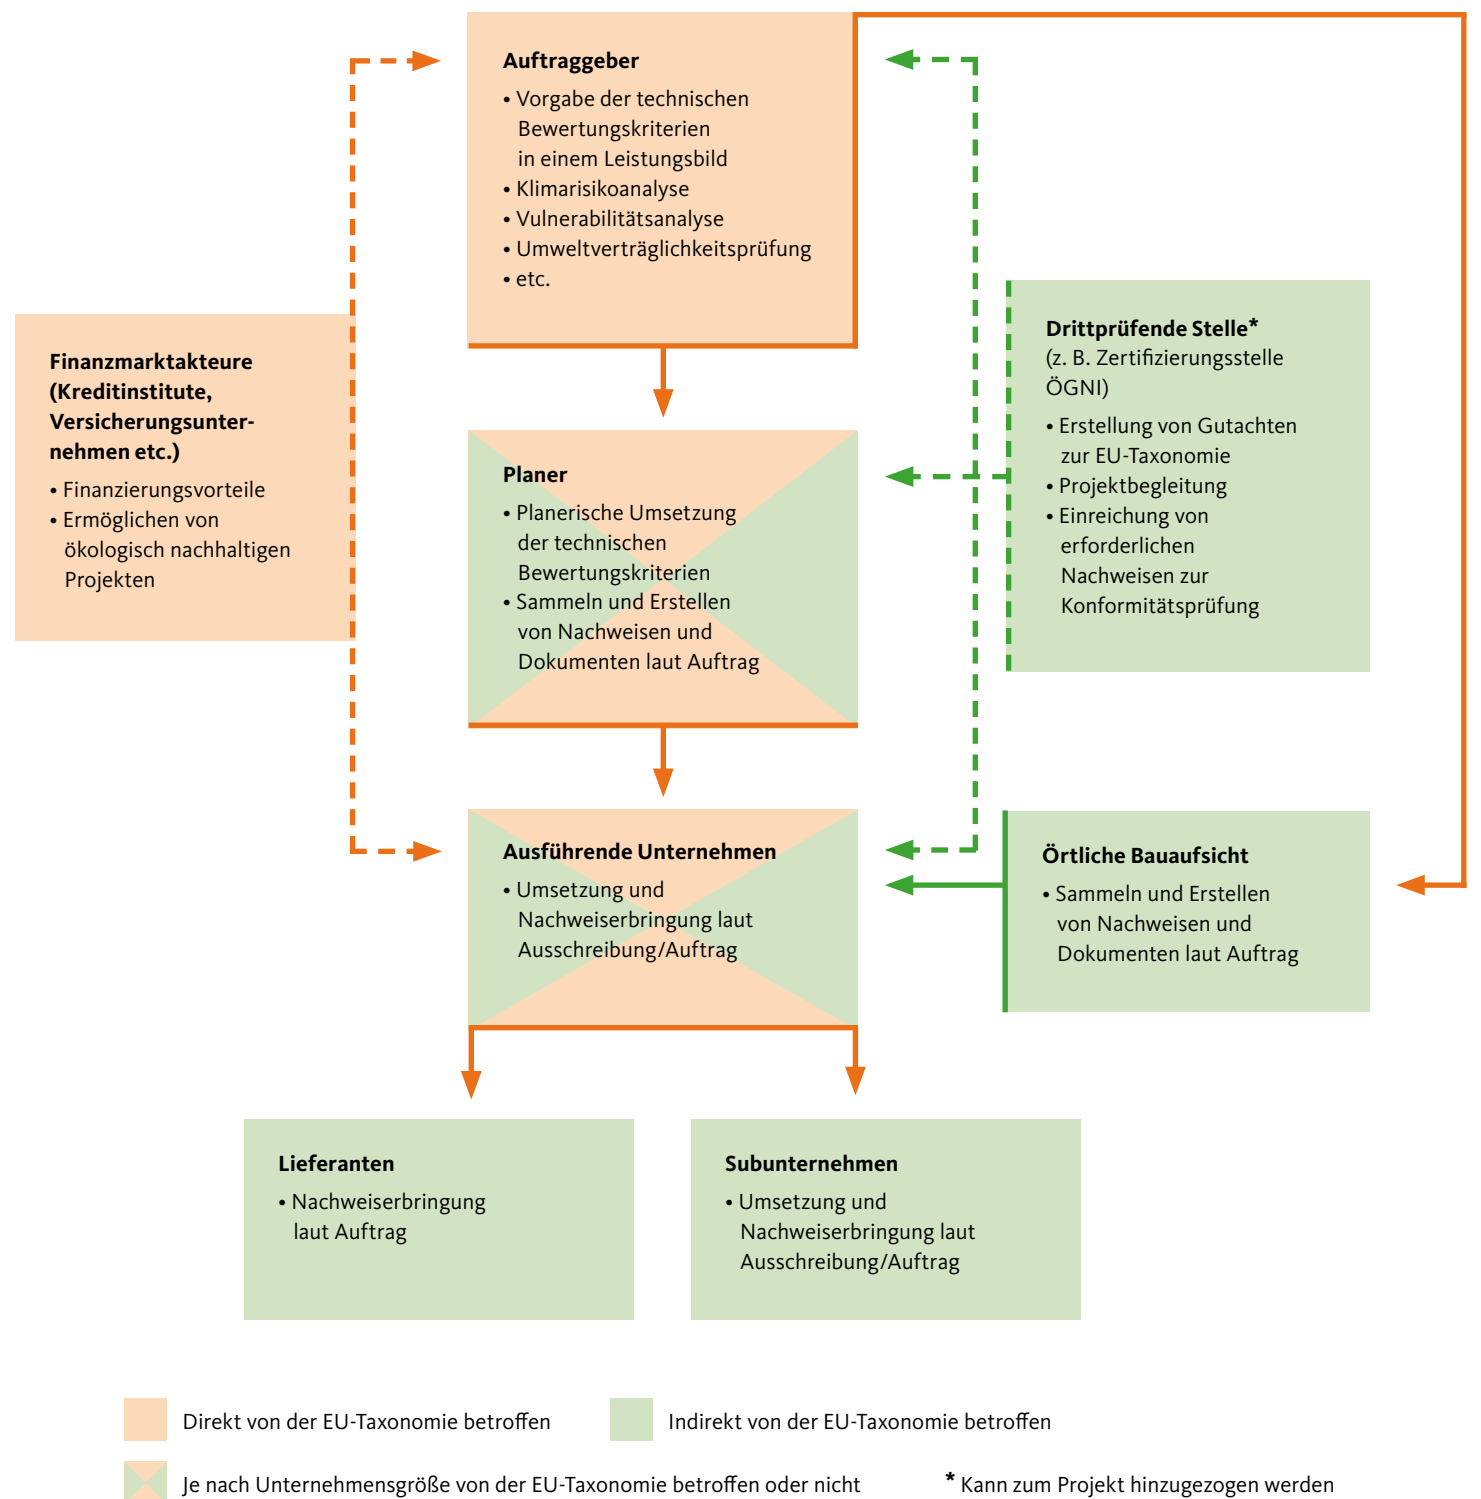 Auftraggeber
• Vorgabe der technischen
Bewertungskriterien
in einem Leistungsbild
• Klimarisikoanalyse
• Vulnerabilitätsanalyse
• Umweltverträglichkeitsprüfung
• etc.
Finanzmarktakteure
(Kreditinstitute,
Versicherungsunter-
nehmen etc.)
• Finanzierungsvorteile
• Ermöglichen von
ökologisch nachhaltigen
Projekten
Drittprüfende Stelle*
(z. B. Zertifizierungsstelle
ÖGNI)
• Erstellung von Gutachten
zur EU-Taxonomie
• Projektbegleitung
• Einreichung von
erforderlichen
Nachweisen zur
Konformitätsprüfung
Planer
• Planerische Umsetzung
der technischen
Bewertungskriterien
• Sammeln und Erstellen
von Nachweisen und
Dokumenten laut Auftrag
Ausführende Unternehmen
• Umsetzung und
Nachweiserbringung laut
Ausschreibung/Auftrag
Örtliche Bauaufsicht
• Sammeln und Erstellen
von Nachweisen und
Dokumenten laut Auftrag
Lieferanten
• Nachweiserbringung
laut Auftrag
Subunternehmen
• Umsetzung und
Nachweiserbringung laut
Ausschreibung/Auftrag
Direkt von der EU-Taxonomie betroffen
Indirekt von der EU-Taxonomie betroffen
Je nach Unternehmensgröße von der EU-Taxonomie betroffen oder nicht
* Kann zum Projekt hinzugezogen werden